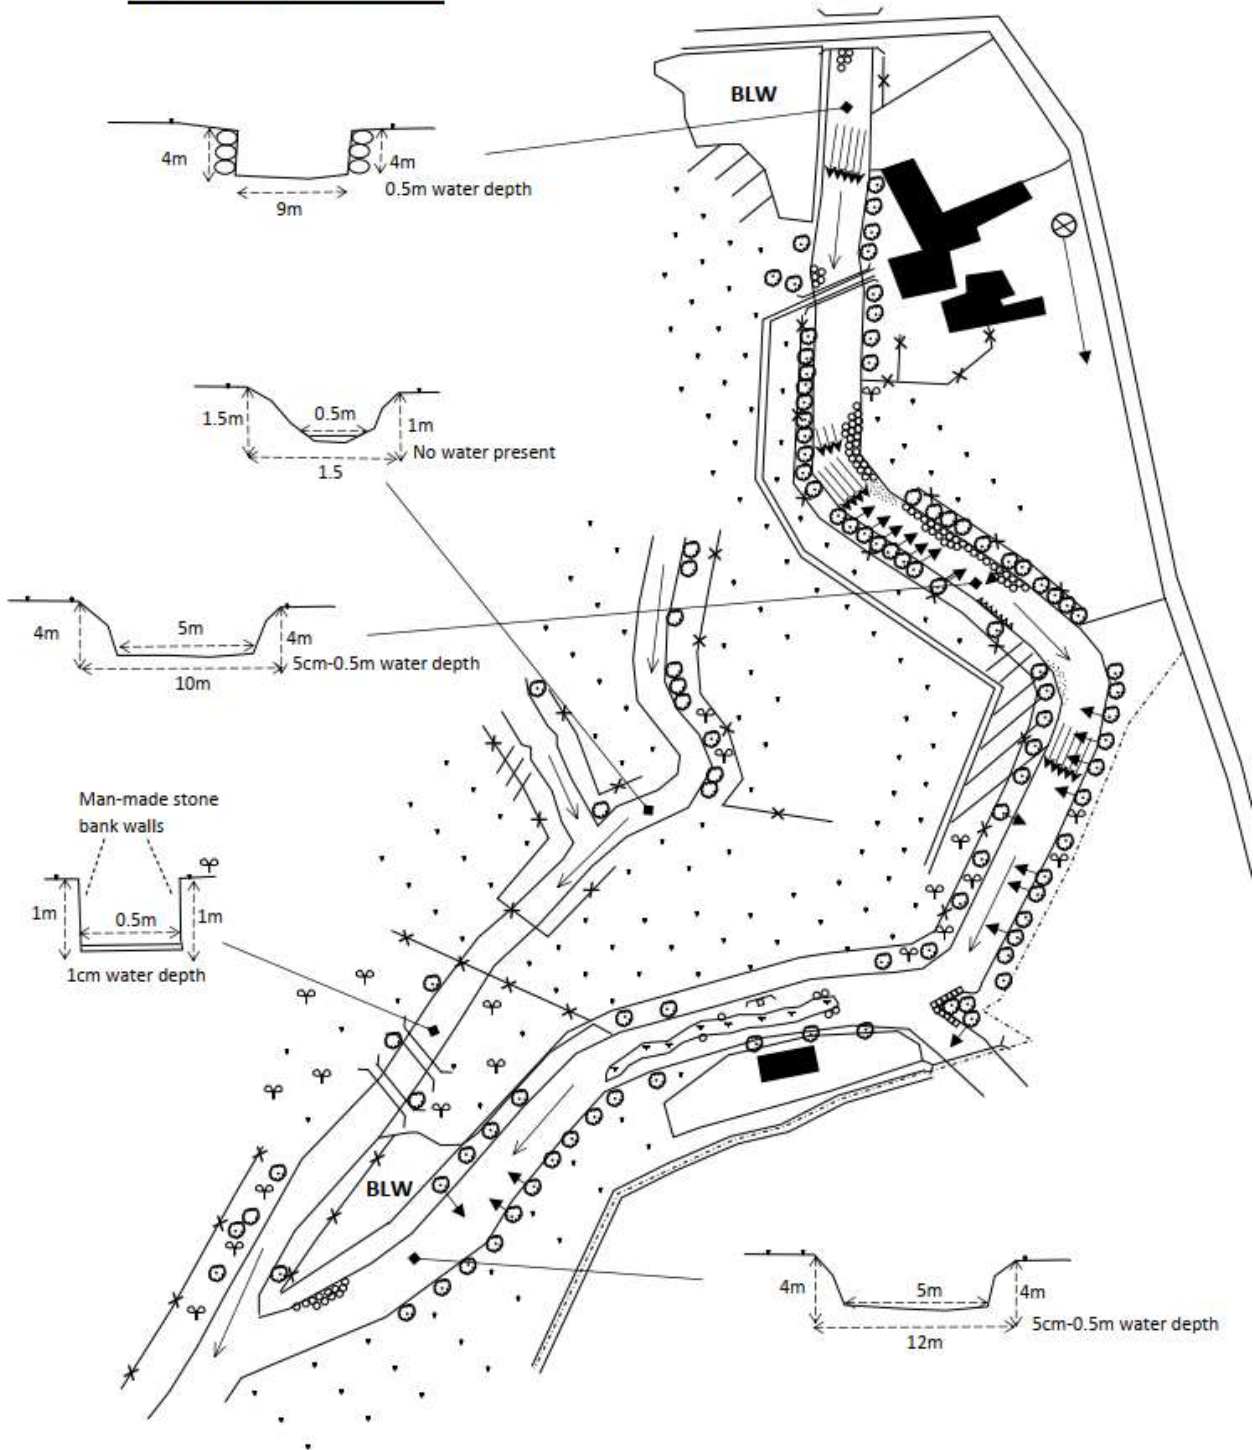 BLW
4m
4m
0.5m water depth
9m
1.5m
0.5m
1m
No water present
1.5
4m
5m
4m
5cm-0.5m water depth
10m
Man-made stone
bank walls
1m
0.5m
1m
1cm water depth
BLW
4m
5m
4m
5cm-0.5m water depth
12m